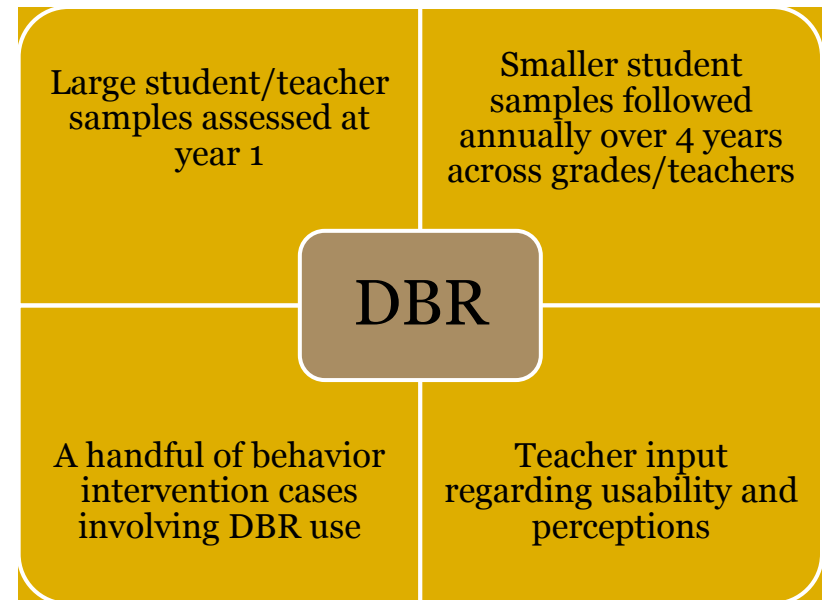 Large student/teacher
samples assessed at
year 1
Smaller student
samples followed
annually over 4 years
across grades/teachers
DBR
A handful of behavior
intervention cases
involving DBR use
Teacher input
regarding usability and
perceptions